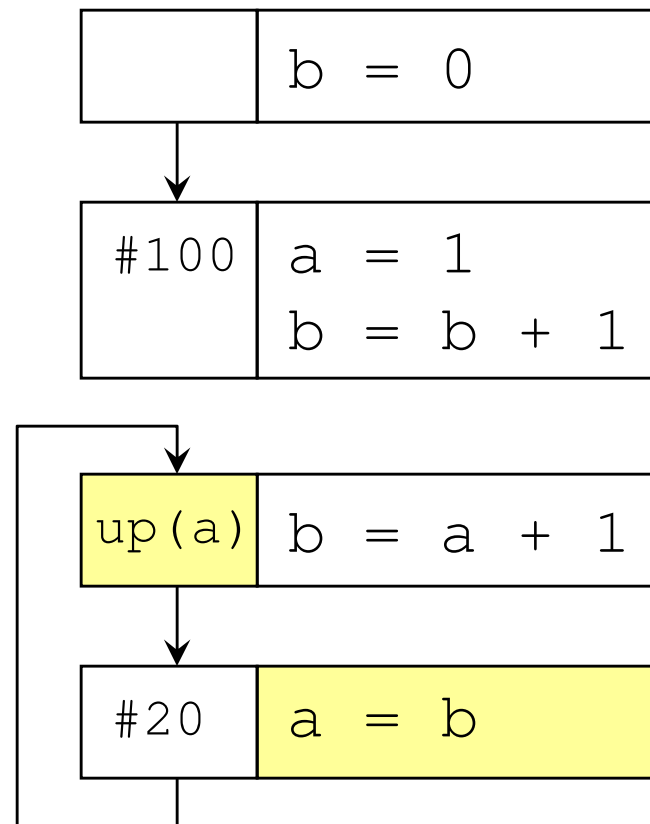 b = 0
#100 a = 1
b = b + 1
up(a) b = a + 1
#20 a = b